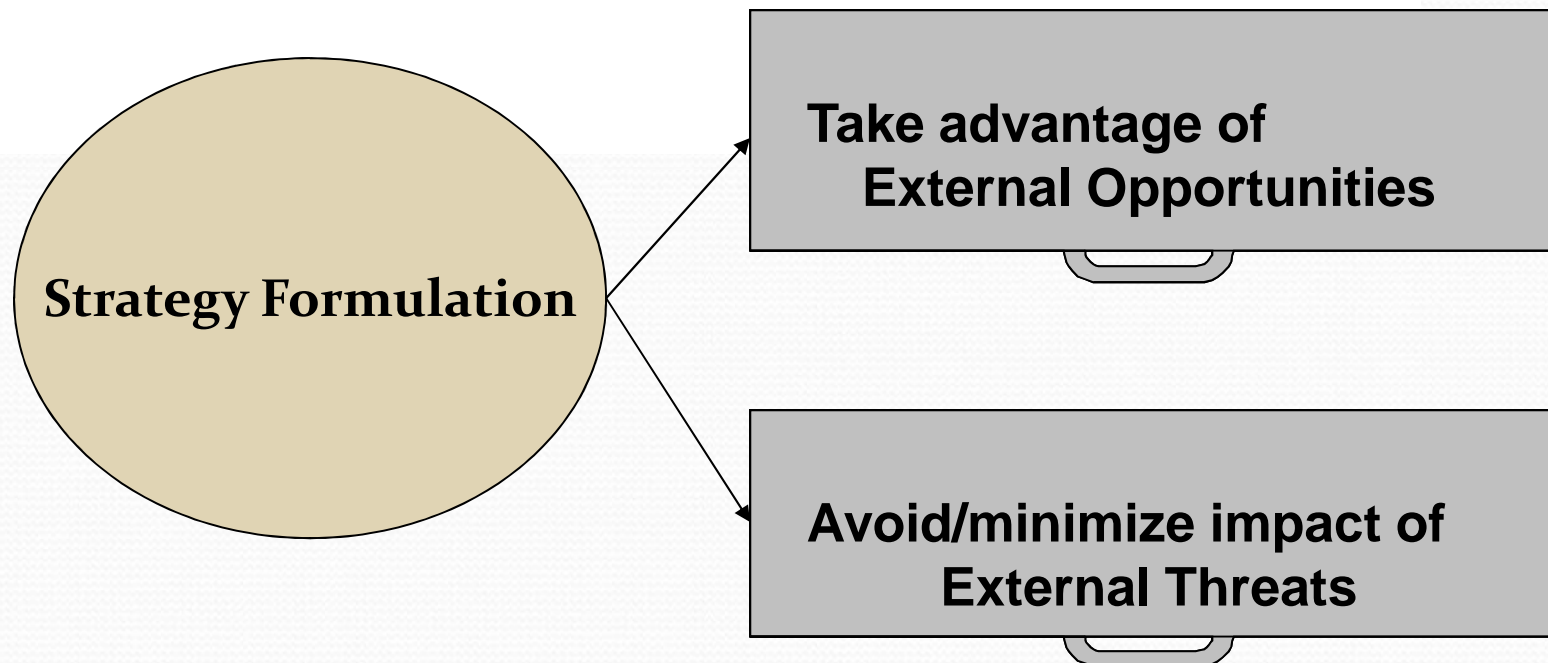 Strategy Formulation
Take advantage of
External Opportunities
Avoid/minimize impact of
External Threats